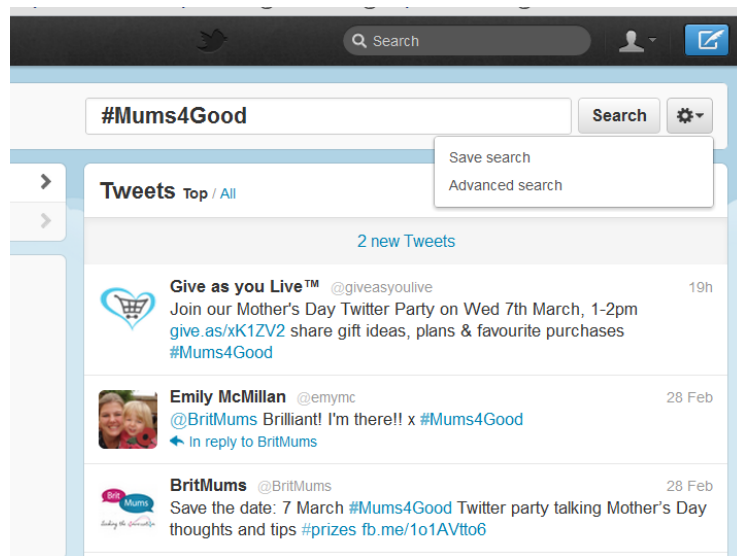 Search
#Mums4Good
Search
Save search
Advanced search
Tweets Top / All
2 new Tweets
Give as you Live™ @giveasyoulive 19h
Join our Mother's Day Twitter Party on Wed 7th March, 1-2pm
give.as/xK1ZV2 share gift ideas, plans & favourite purchases
#Mums4Good
Emily McMillan @emymc 28 Feb
@BritMums Brilliant! I'm there!! x #Mums4Good
In reply to BritMums
Brit
Mums
BritMums @BritMums 28 Feb
Save the date: 7 March #Mums4Good Twitter party talking Mother's Day
thoughts and tips #prizes fb.me/1o1AVtto6